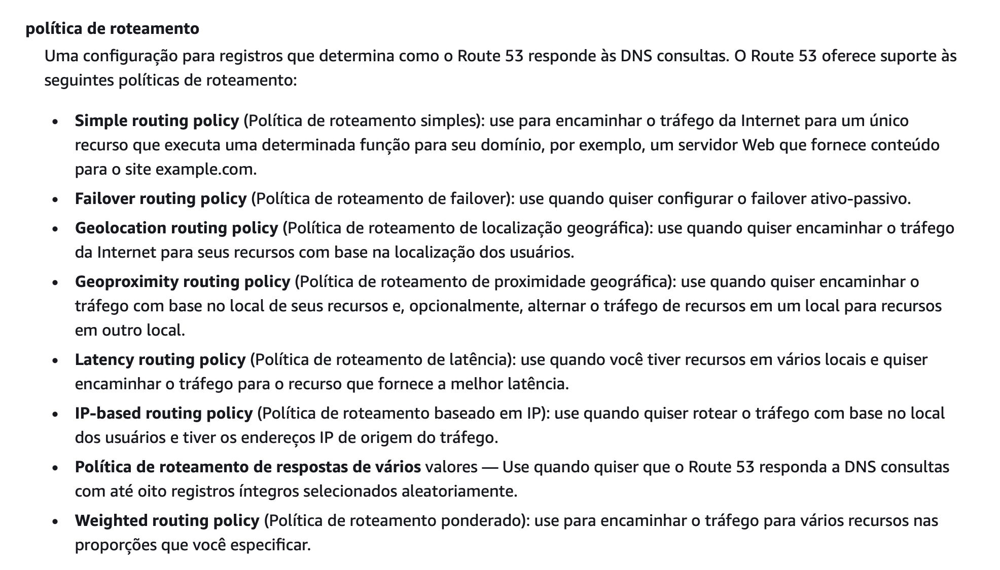 política de roteamento
Uma configuração para registros que determina como o Route 53 responde às DNS consultas. O Route 53 oferece suporte às
seguintes políticas de roteamento:
• Simple routing policy (Política de roteamento simples): use para encaminhar o tráfego da Internet para um único
recurso que executa uma determinada função para seu domínio, por exemplo, um servidor Web que fornece conteúdo
para o site example.com.
• Failover routing policy (Política de roteamento de failover): use quando quiser configurar o failover ativo-passivo.
• Geolocation routing policy (Política de roteamento de localização geográfica): use quando quiser encaminhar o tráfego
da Internet para seus recursos com base na localização dos usuários.
• Geoproximity routing policy (Política de roteamento de proximidade geográfica): use quando quiser encaminhar o
tráfego com base no local de seus recursos e, opcionalmente, alternar o tráfego de recursos em um local para recursos
em outro local.
• Latency routing policy (Política de roteamento de latência): use quando você tiver recursos em vários locais e quiser
encaminhar o tráfego para o recurso que fornece a melhor latência.
• IP-based routing policy (Política de roteamento baseado em IP): use quando quiser rotear o tráfego com base no local
dos usuários e tiver os endereços IP de origem do tráfego.
• Política de roteamento de respostas de vários valores — Use quando quiser que o Route 53 responda a DNS consultas
com até oito registros íntegros selecionados aleatoriamente.
• Weighted routing policy (Política de roteamento ponderado): use para encaminhar o tráfego para vários recursos nas
proporções que você especificar.